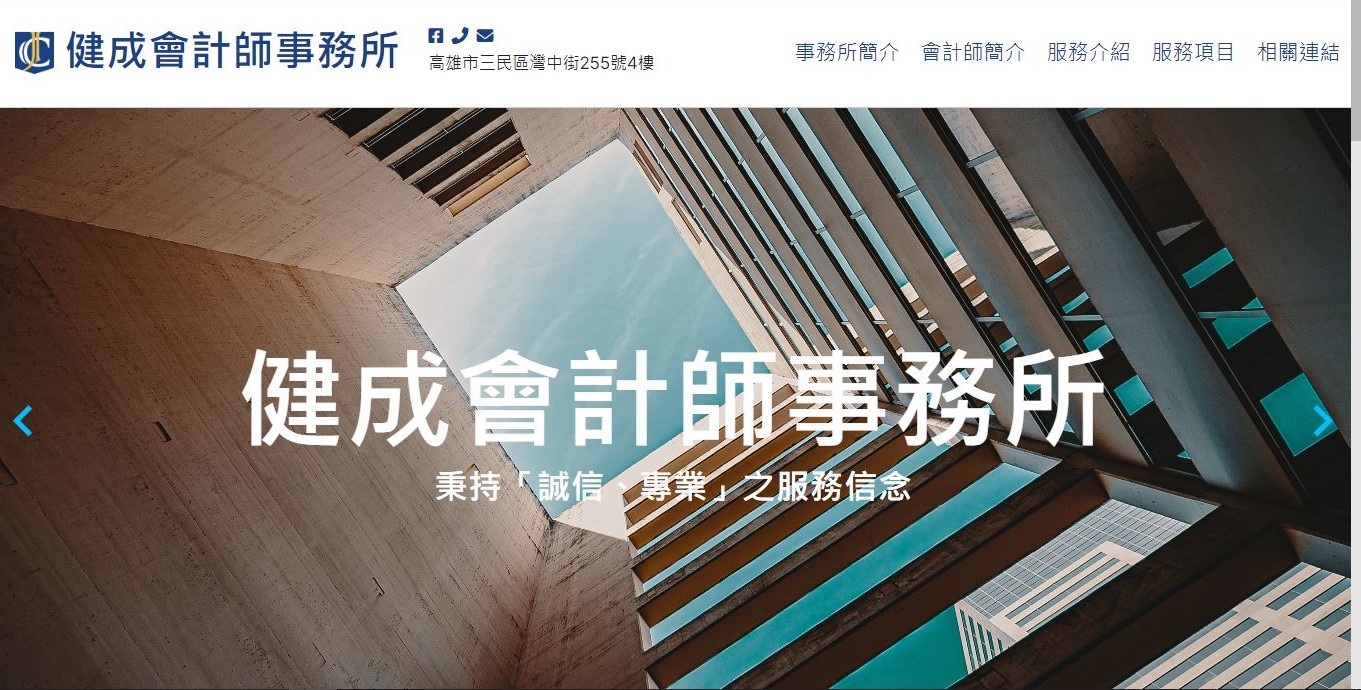 健成會計師事務所
高雄市三民區灣中街255號4樓
事務所簡介 會計師簡介 服務介紹 服務項目 相關連結
健成會計師事務所
秉持「誠信、專業」之服務信念